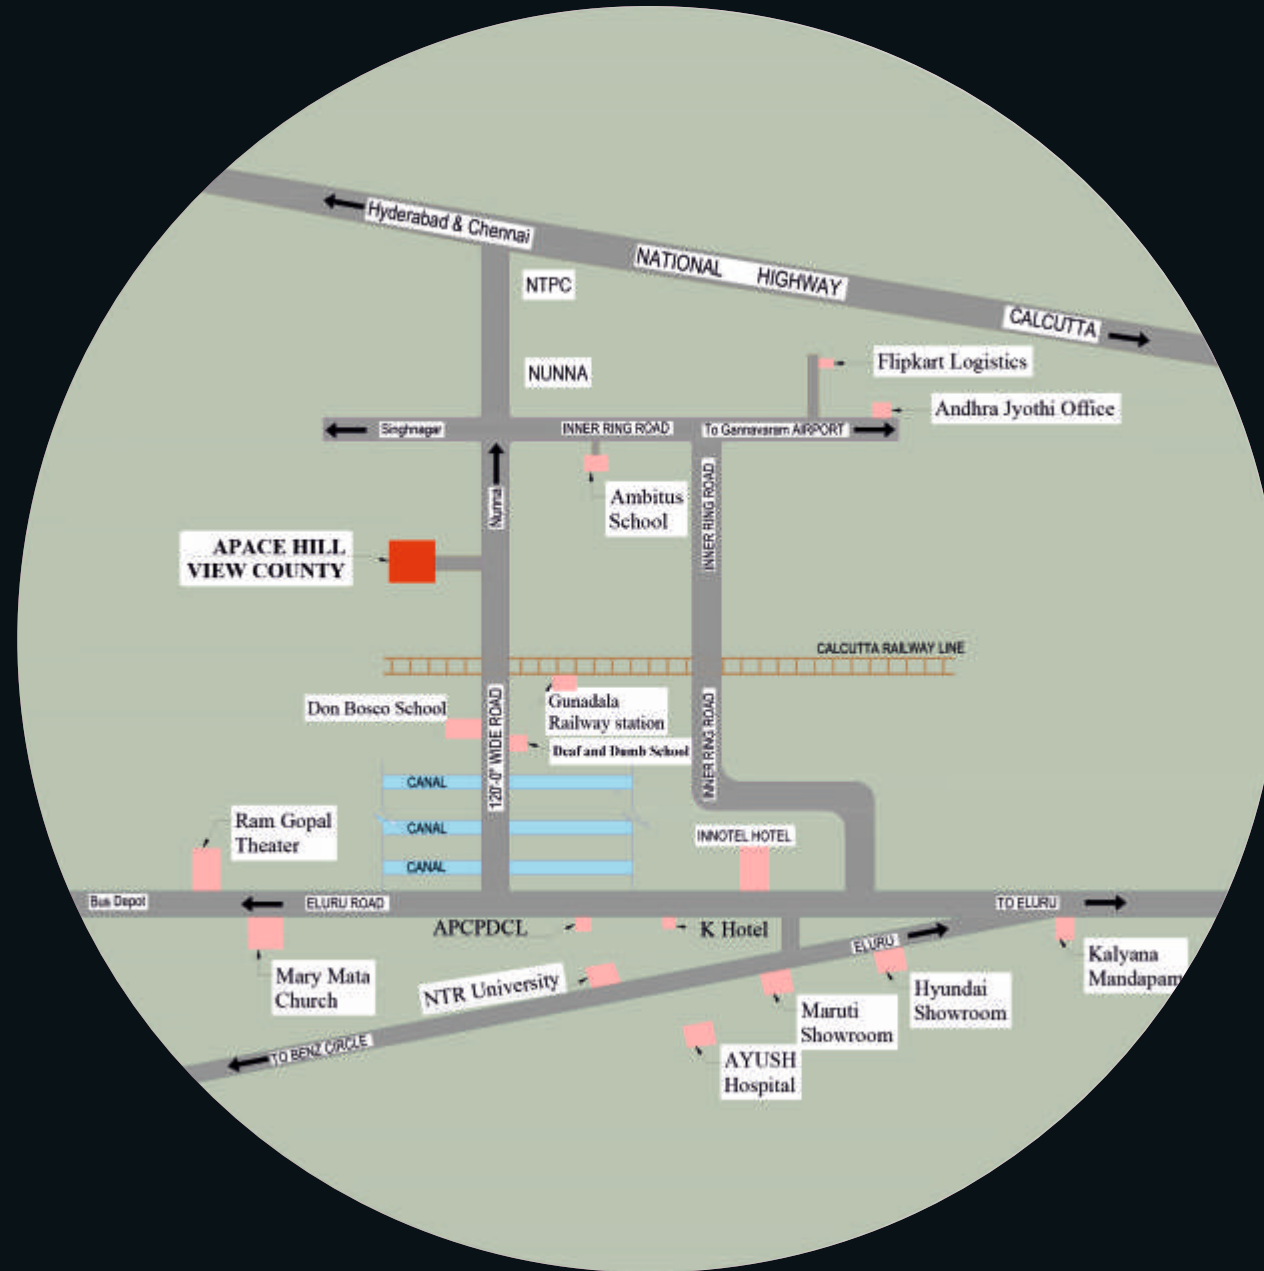 Hyderabad & Chennai
NATIONAL HIGHWAY
NTPC
CALCUTTA
Flipkart Logistics
NUNNA
Andhra Jyothi Office
Singhnagar
INNER RING ROAD
To Gannavaram AIRPORT
Nunna
INNER RING ROAD
Ambitus
School
APACE HILL
VIEW COUNTY
CALCUTTA RAILWAY LINE
Gunadala
Railway station
Don Bosco School
120'-0" WIDE ROAD
INNER RING ROAD
Deaf and Dumb School
CANAL
Ram Gopal
Theater
CANAL
INNOTEL HOTEL
CANAL
Bus Depot
ELURU ROAD
TO ELURU
APCPDCL
K Hotel
ELURU
Kalyana
Mandapam
Mary Mata
Church
NTR University
Hyundai
Showroom
Maruti
Showroom
TO BENZ CIRCLE
AYUSH
Hospital